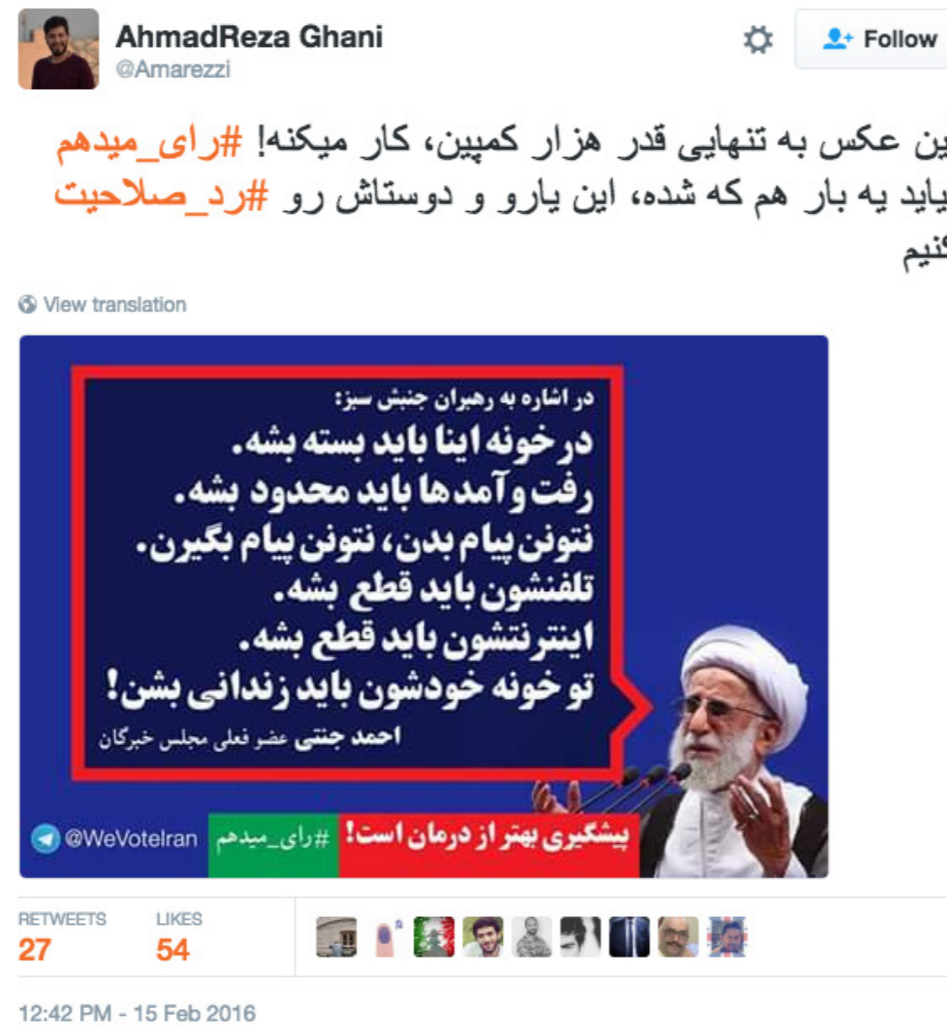 AhmadReza Ghani
Follow
@Amarezzi
ین عکس به تنهایی قدر هزار کمپین، کار میکنه! #رای_میدهم
یاید یه بار هم که شده، این یارو و دوستاش رو #رد_صلاحیت
کنیم
View translation
در اشاره به رهبران جنبش سبز:
در خونه اینا باید بسته بشه.
رفت و آمدها باید محدود بشه.
نتونن پیام بدن، نتونن پیام بگیرن.
تلفنشون باید قطع بشه.
اینترنتشون باید قطع بشه.
تو خونه خودشون باید زندانی بشن!
احمد جنتی عضو فعلی مجلس خبرگان
پیشگیری بهتر از درمان است! #رای_میدهم @WeVoteIran
RETWEETS LIKES
27 54
12:42 PM - 15 Feb 2016